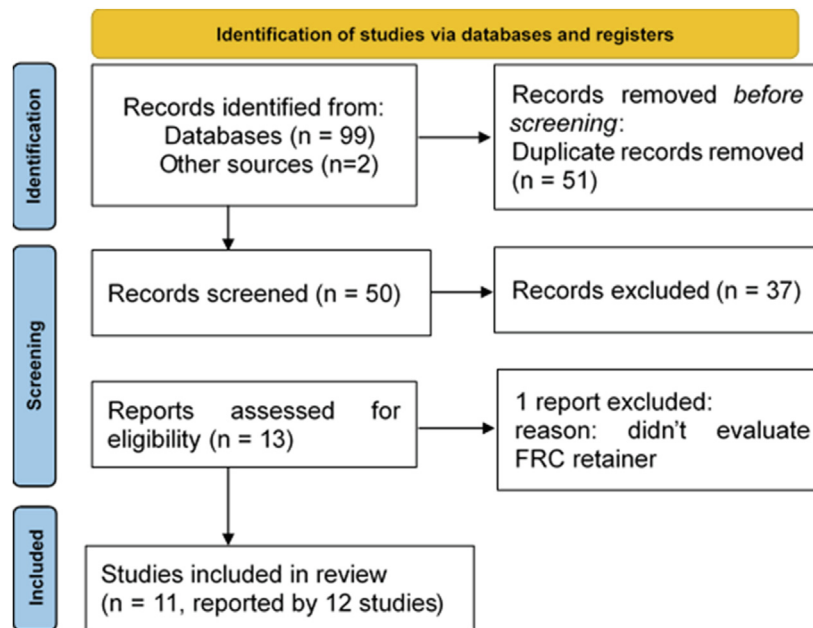 Identification of studies via databases and registers
Identification
Records identified from:
Databases (n = 99)
Other sources (n=2)
Records removed before
screening:
Duplicate records removed
(n = 51)
Screening
Records screened (n = 50)
Records excluded (n = 37)
Reports assessed for
eligibility (n = 13)
1 report excluded:
reason: didn't evaluate
FRC retainer
Included
Studies included in review
(n = 11, reported by 12 studies)